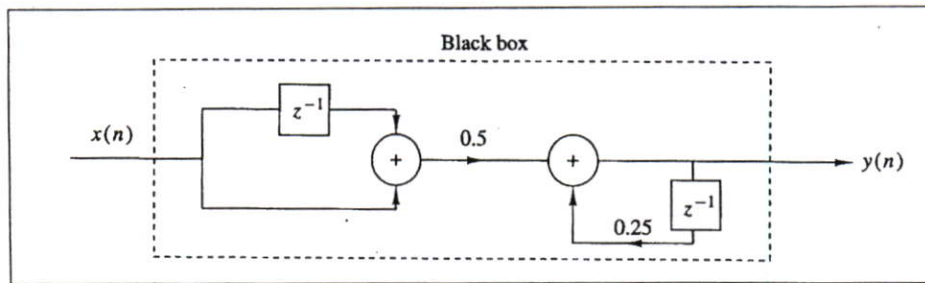 Black box
z⁻¹
x(n)
0.5
+
+
y(n)
z⁻¹
0.25